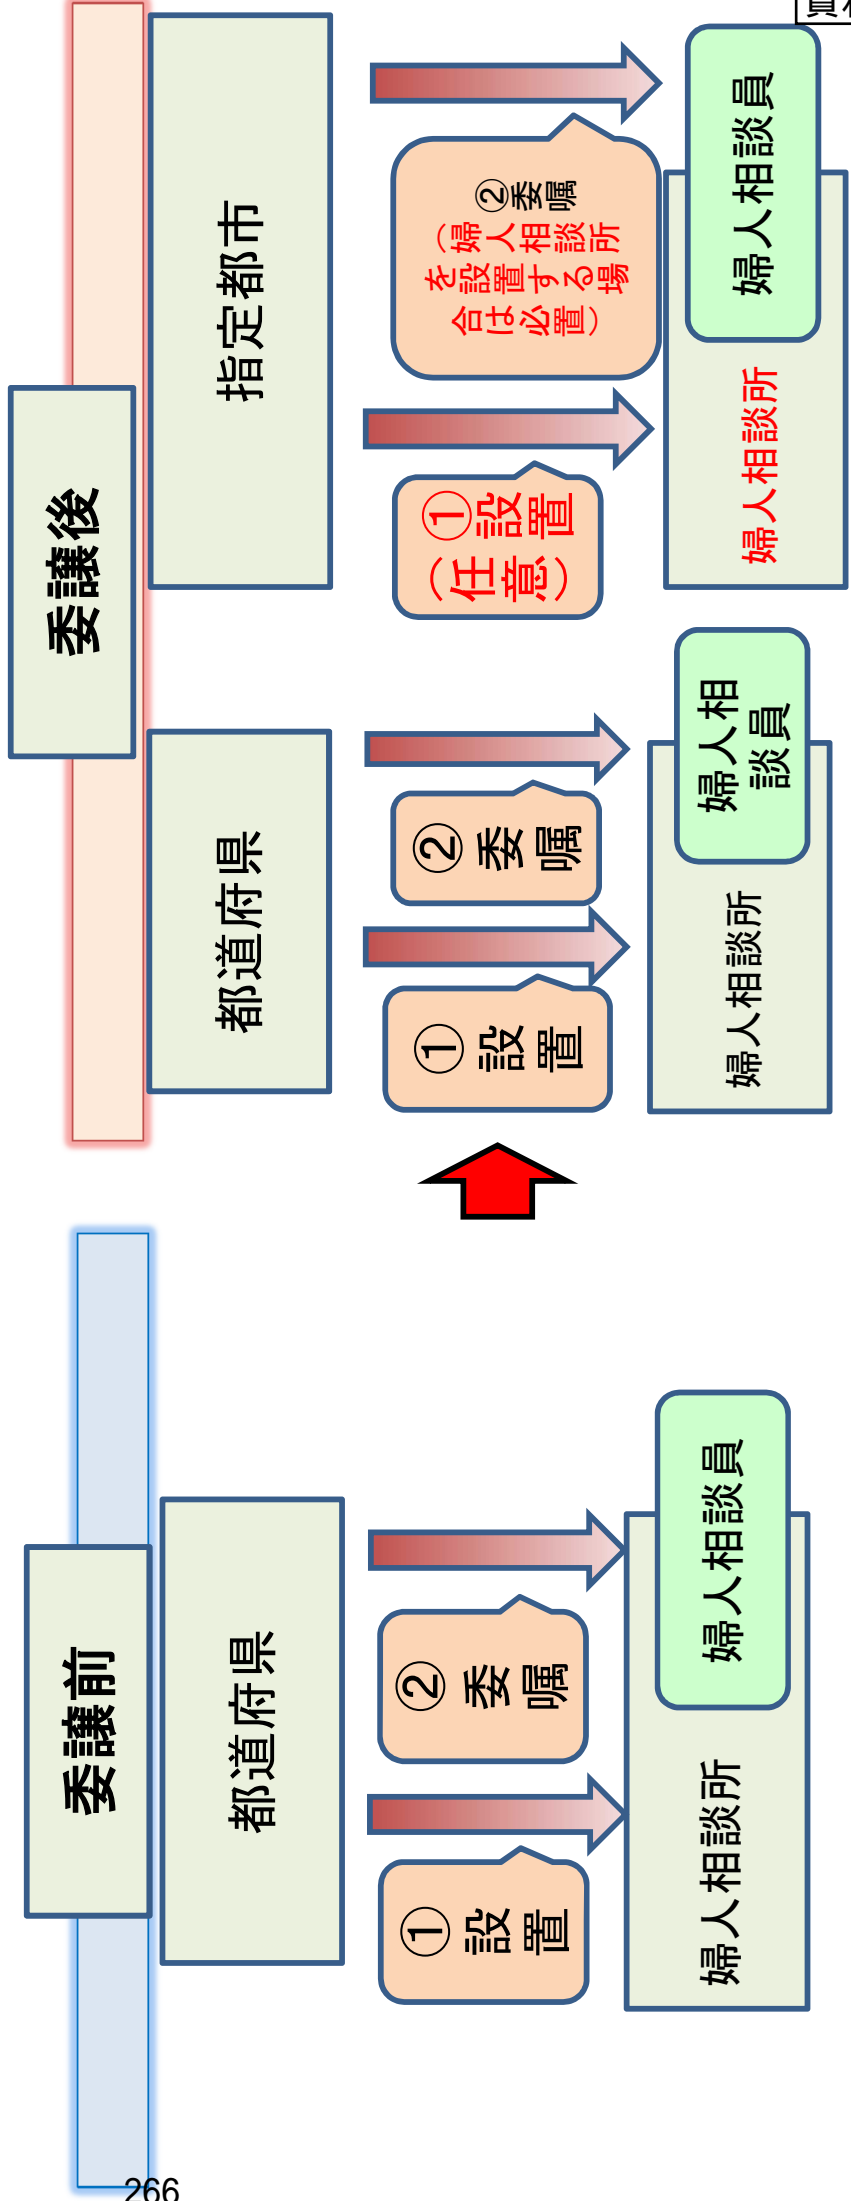 委譲前
都道府県
①
設
置
②
委
嘱
婦人相談所
婦人相談員
委譲後
都道府県
①
設
置
②
委
嘱
婦人相談所
婦人相
談員
指定都市
①設置
(任意)
②委嘱
(婦人相談所
を設置する場
合は必置)
婦人相談所
婦人相談員
266